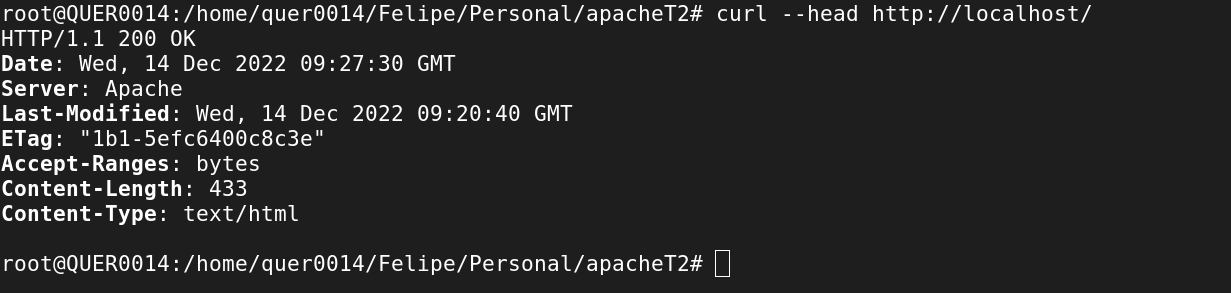 root@QUER0014:/home/quer0014/Felipe/Personal/apacheT2# curl --head http://localhost/
HTTP/1.1 200 OK
Date: Wed, 14 Dec 2022 09:27:30 GMT
Server: Apache
Last-Modified: Wed, 14 Dec 2022 09:20:40 GMT
ETag: "1b1-5efc6400c8c3e"
Accept-Ranges: bytes
Content-Length: 433
Content-Type: text/html
root@QUER0014:/home/quer0014/Felipe/Personal/apacheT2#